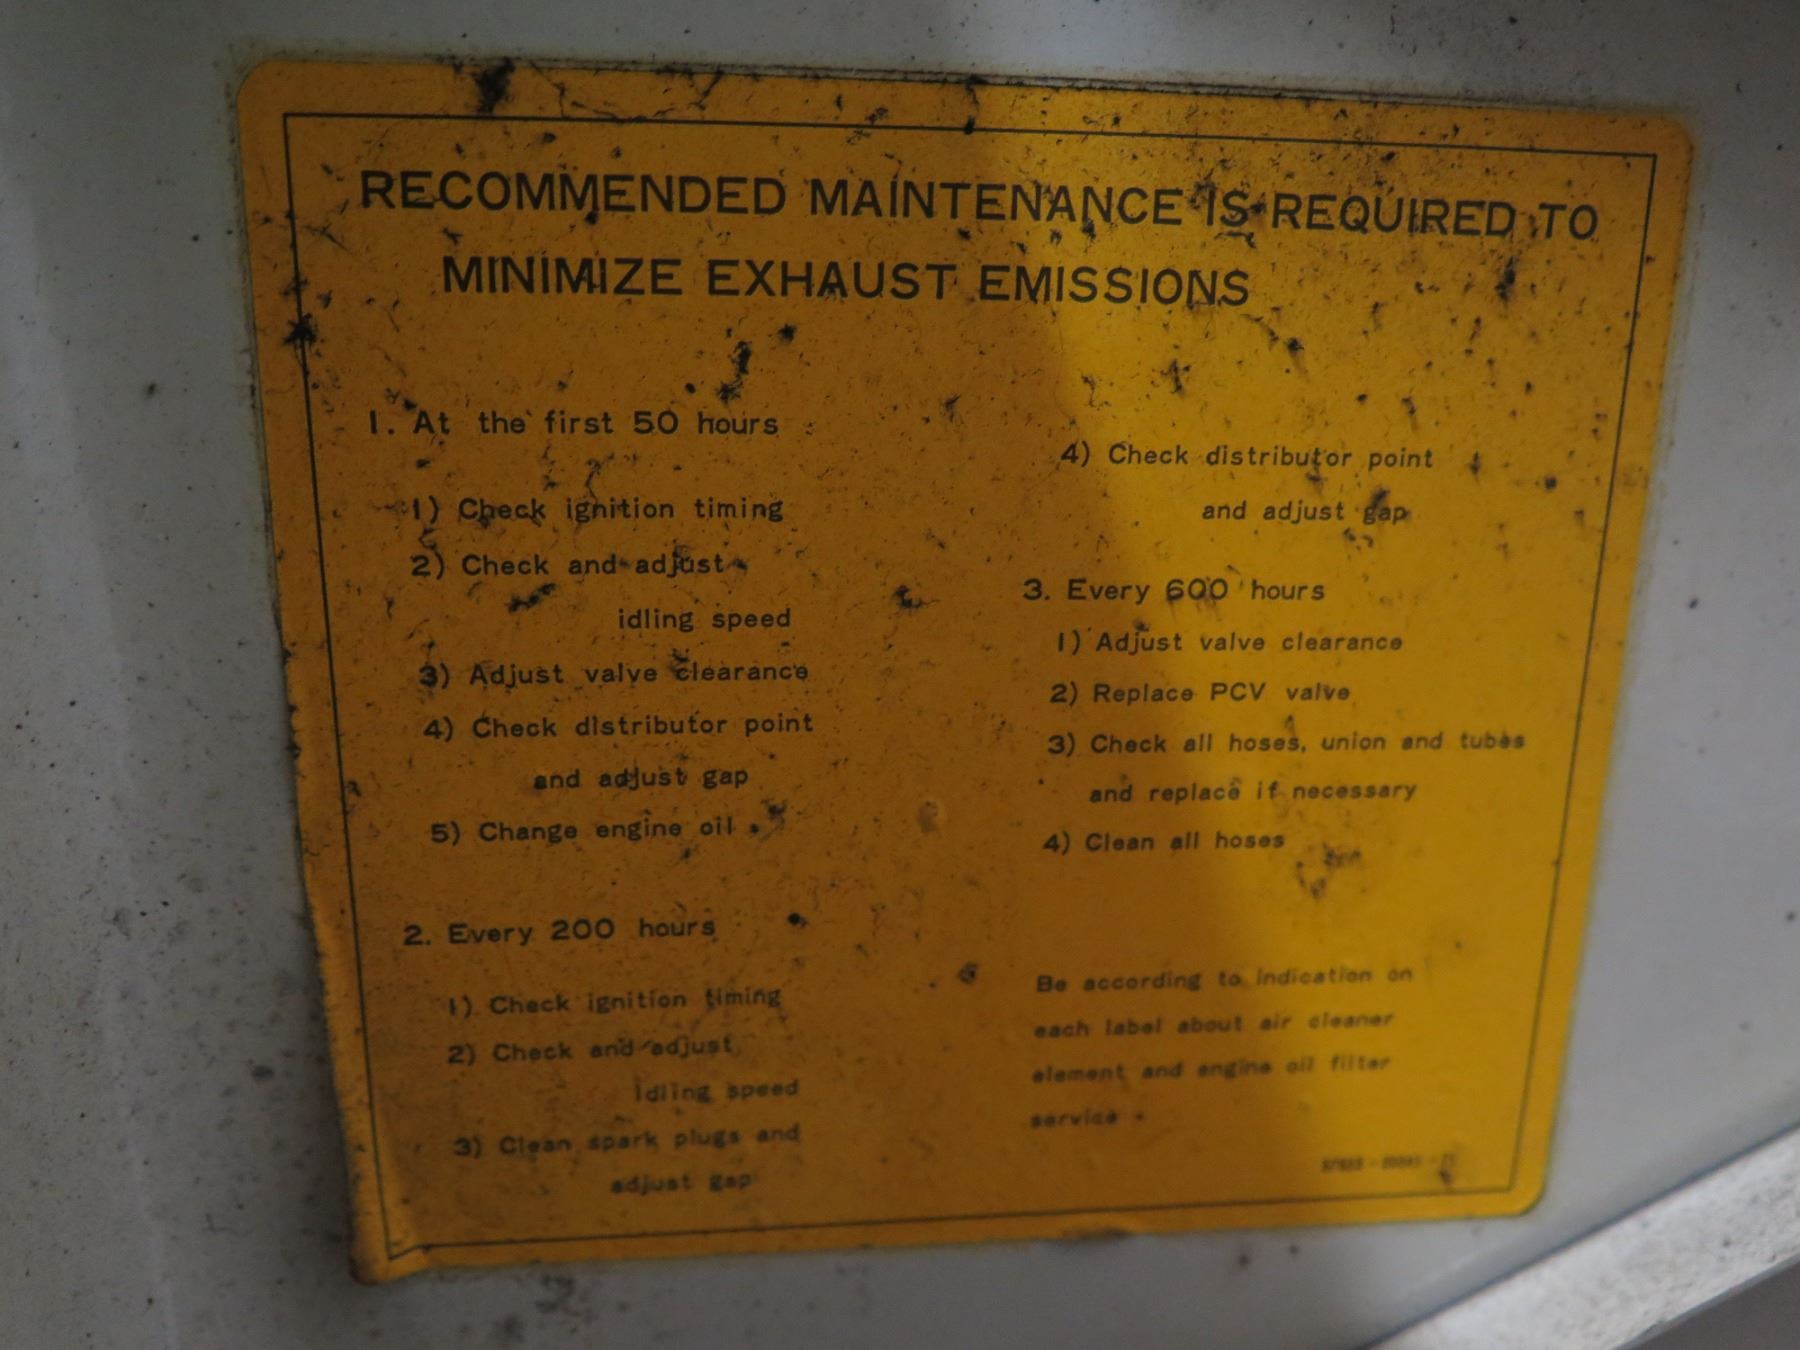 RECOMMENDED MAINTENANCE IS REQUIRED TO
MINIMIZE EXHAUST EMISSIONS
1. At the first 50 hours
1) Check ignition timing
2) Check and adjust
idling speed
3) Adjust valve clearance
4) Check distributor point
and adjust gap
5) Change engine oil
2. Every 200 hours
1) Check ignition timing
2) Check and adjust
idling speed
3) Clean spark plugs and
adjust gap
4) Check distributor point
and adjust gap
3. Every 600 hours
1) Adjust valve clearance
2) Replace PCV valve
3) Check all hoses, union and tubes
and replace if necessary
4) Clean all hoses
Be according to indication on
each label about air cleaner
element and engine oil filter
service.